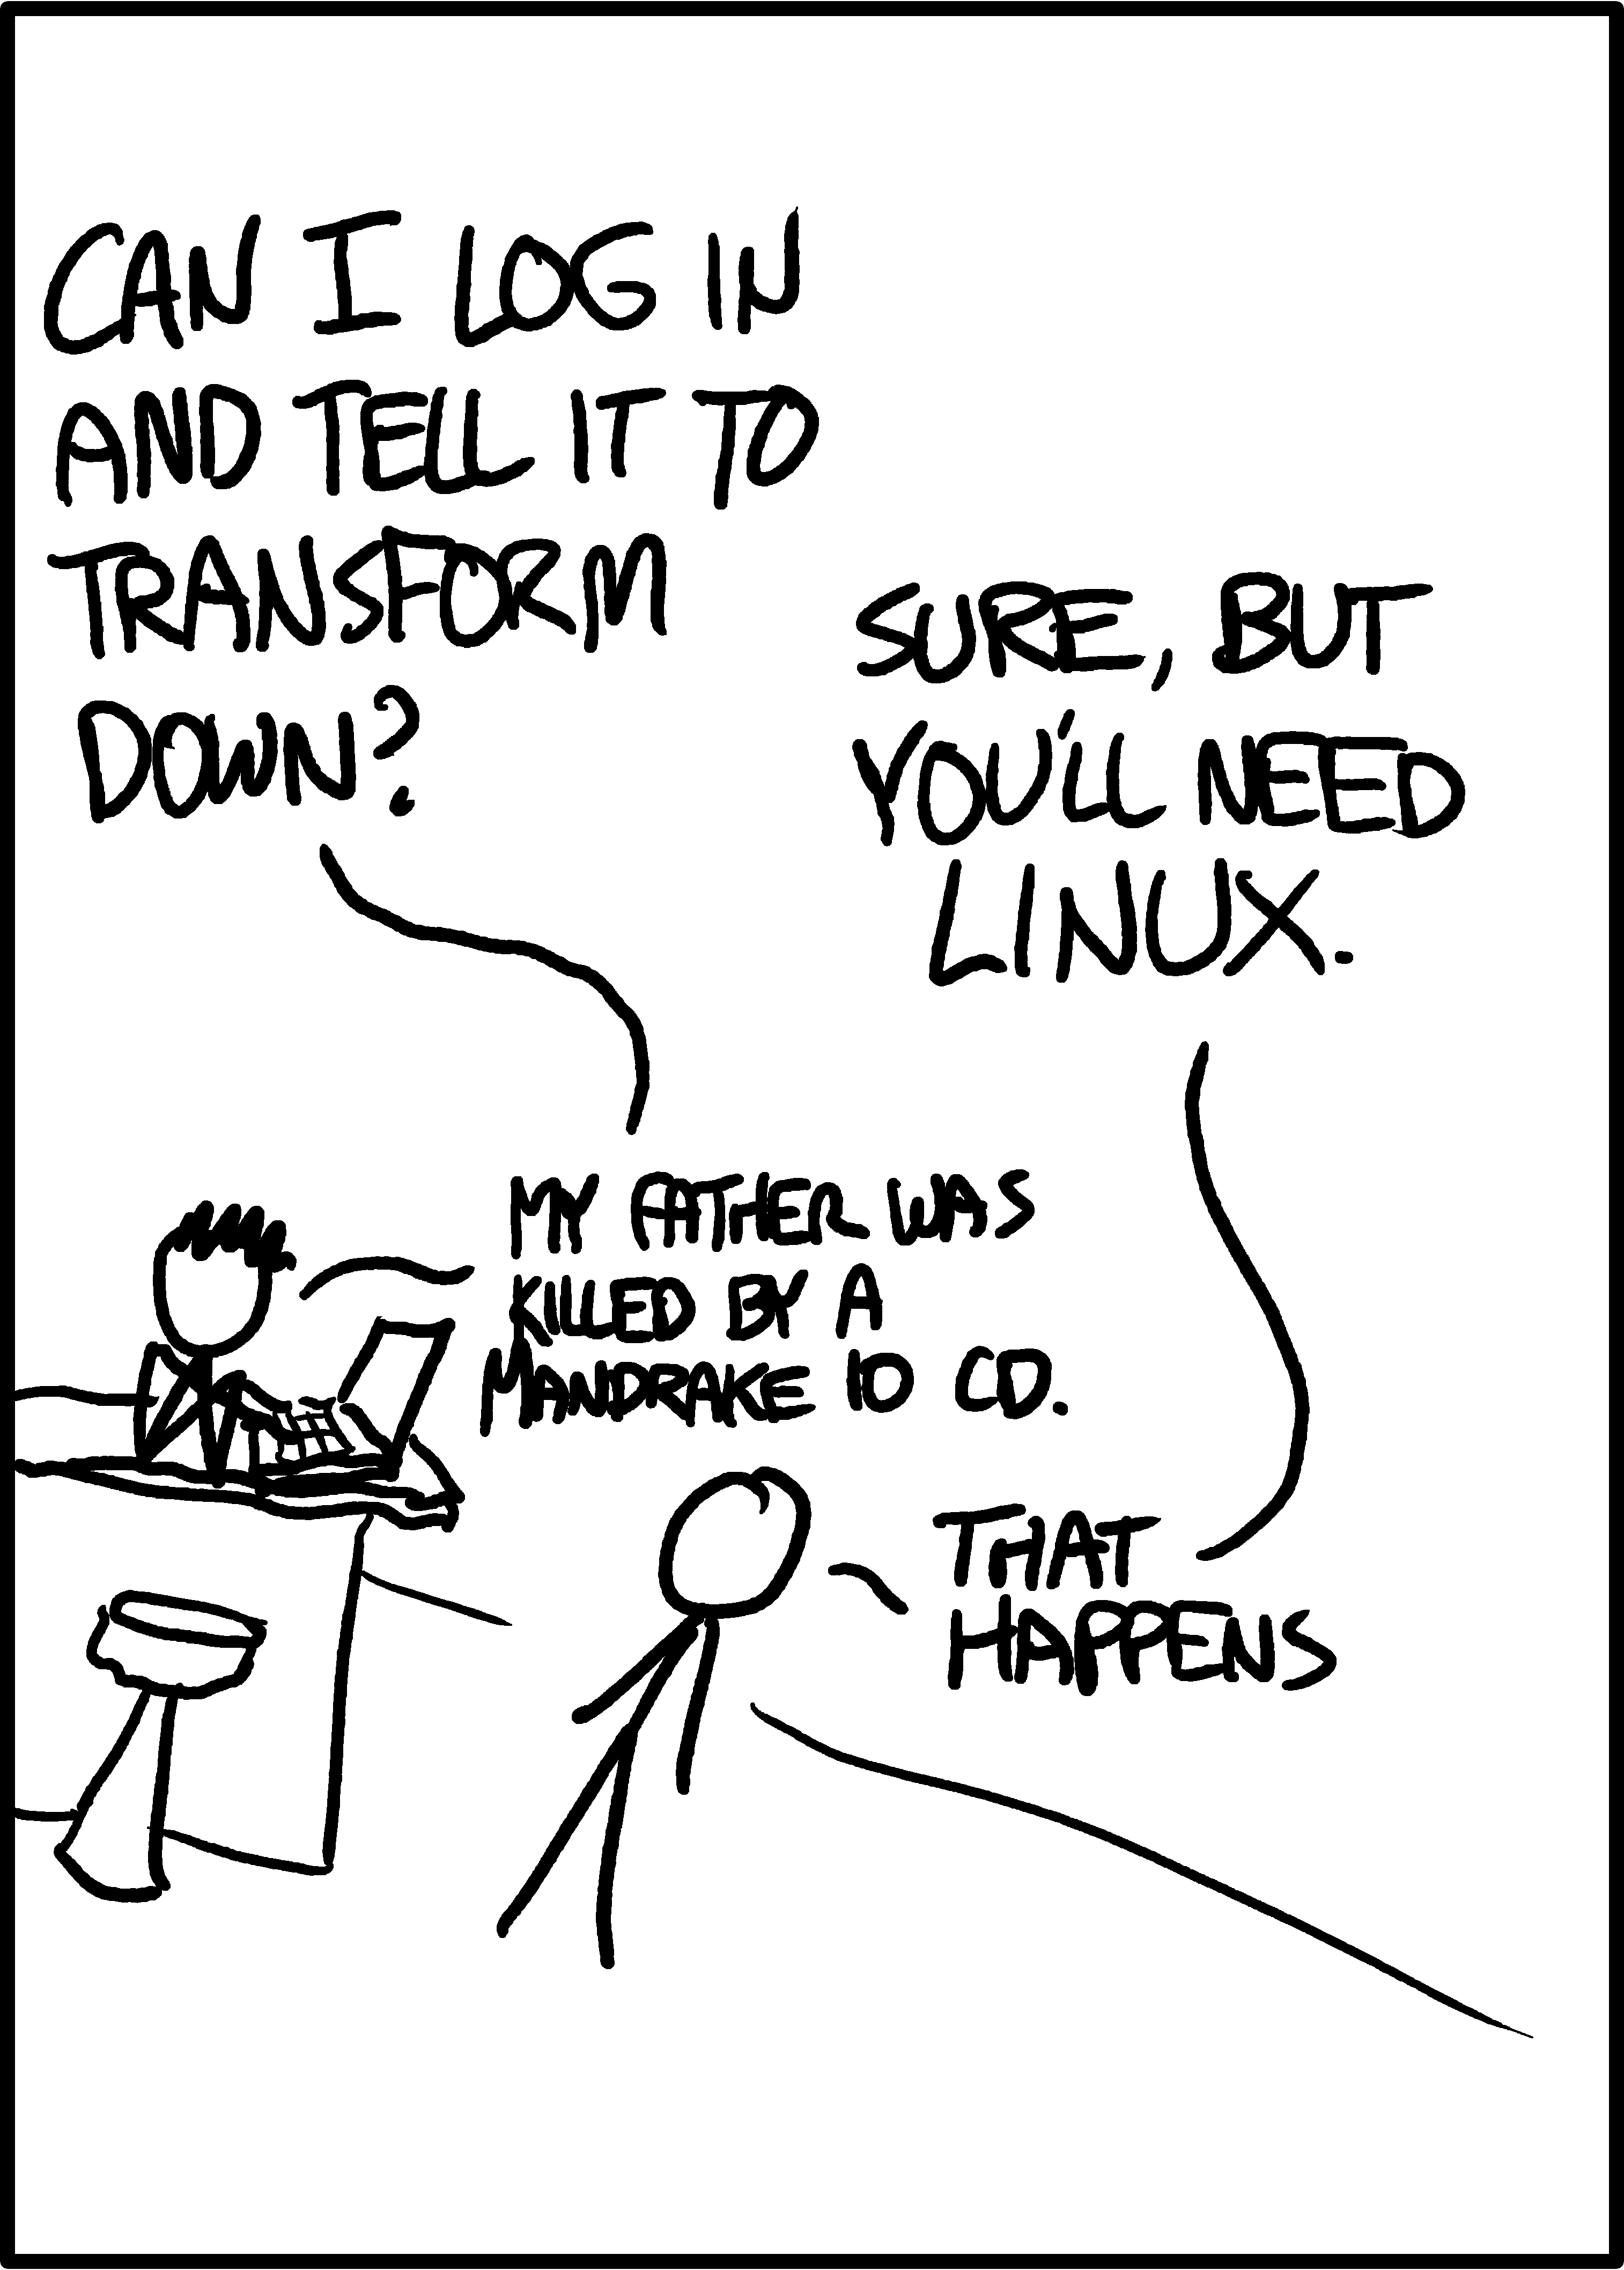 CAN I LOG IN
AND TELL IT TO
TRANSFORM
DOWN?
SURE, BUT
YOU'LL NEED
LINUX.
MY FATHER WAS
KILLED BY A
MANDRAKE 10 CD.
THAT
HAPPENS